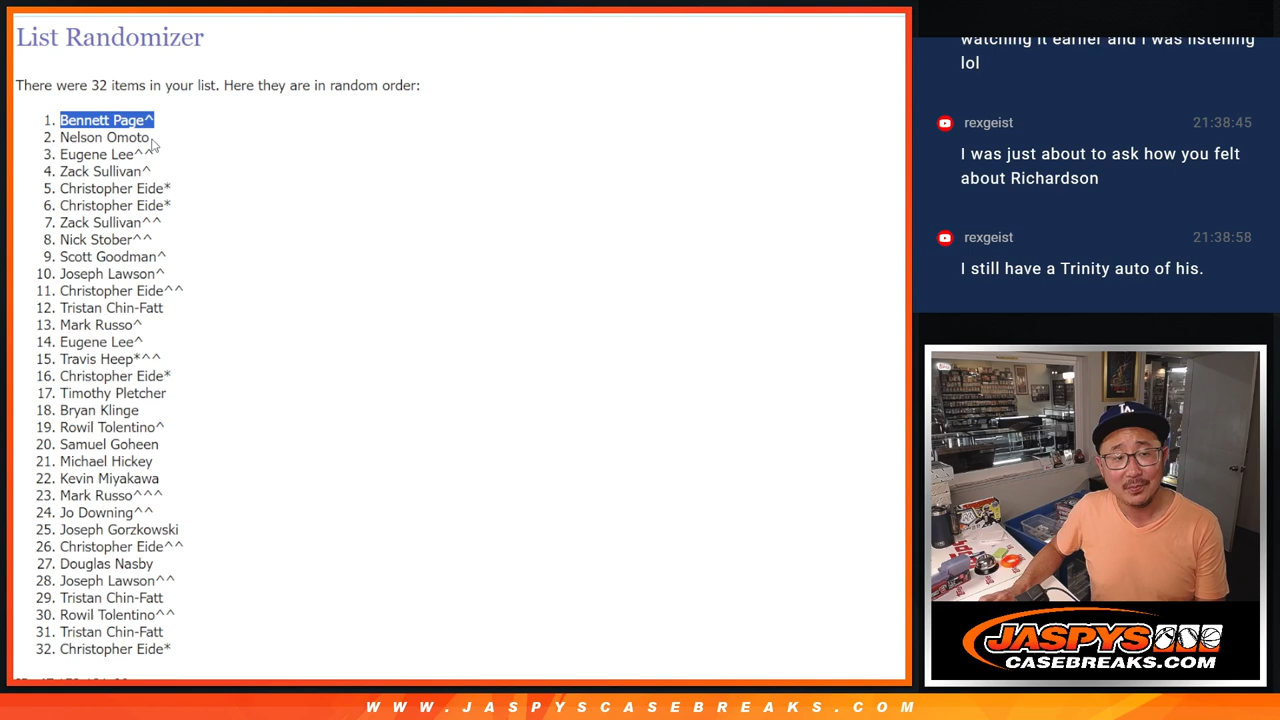 List Randomizer
There were 32 items in your list. Here they are in random order:
1. Bennett Page^
2. Nelson Omoto
3. Eugene Lee^^
4. Zack Sullivan^
5. Christopher Eide*
6. Christopher Eide*
7. Zack Sullivan^^
8. Nick Stober^^
9. Scott Goodman^
10. Joseph Lawson^
11. Christopher Eide^^
12. Tristan Chin-Fatt
13. Mark Russo^
14. Eugene Lee^
15. Travis Heep*^^
16. Christopher Eide*
17. Timothy Pletcher
18. Bryan Klinge
19. Rowil Tolentino^
20. Samuel Goheen
21. Michael Hickey
22. Kevin Miyakawa
23. Mark Russo^^^
24. Jo Downing^^
25. Joseph Gorzkowski
26. Christopher Eide^^
27. Douglas Nasby
28. Joseph Lawson^^
29. Tristan Chin-Fatt
30. Rowil Tolentino^^
31. Tristan Chin-Fatt
32. Christopher Eide*
watching it earlier and I was listening
lol
rexgeist 21:38:45
I was just about to ask how you felt
about Richardson
rexgeist 21:38:58
I still have a Trinity auto of his.
LA
JASPYS
CASEBREAKS.COM
WWW.JASPYSCASEBREAKS.COM